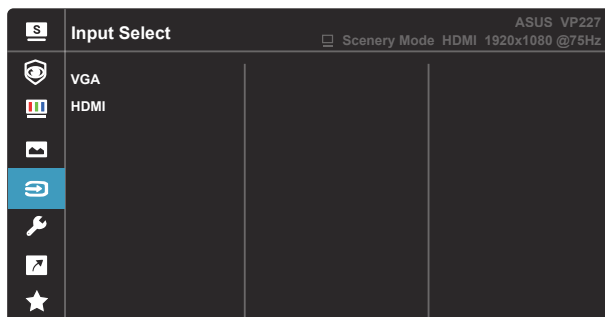 S
Input Select
ASUS VP227
Scenery Mode HDMI 1920x1080 @75Hz
VGA
HDMI